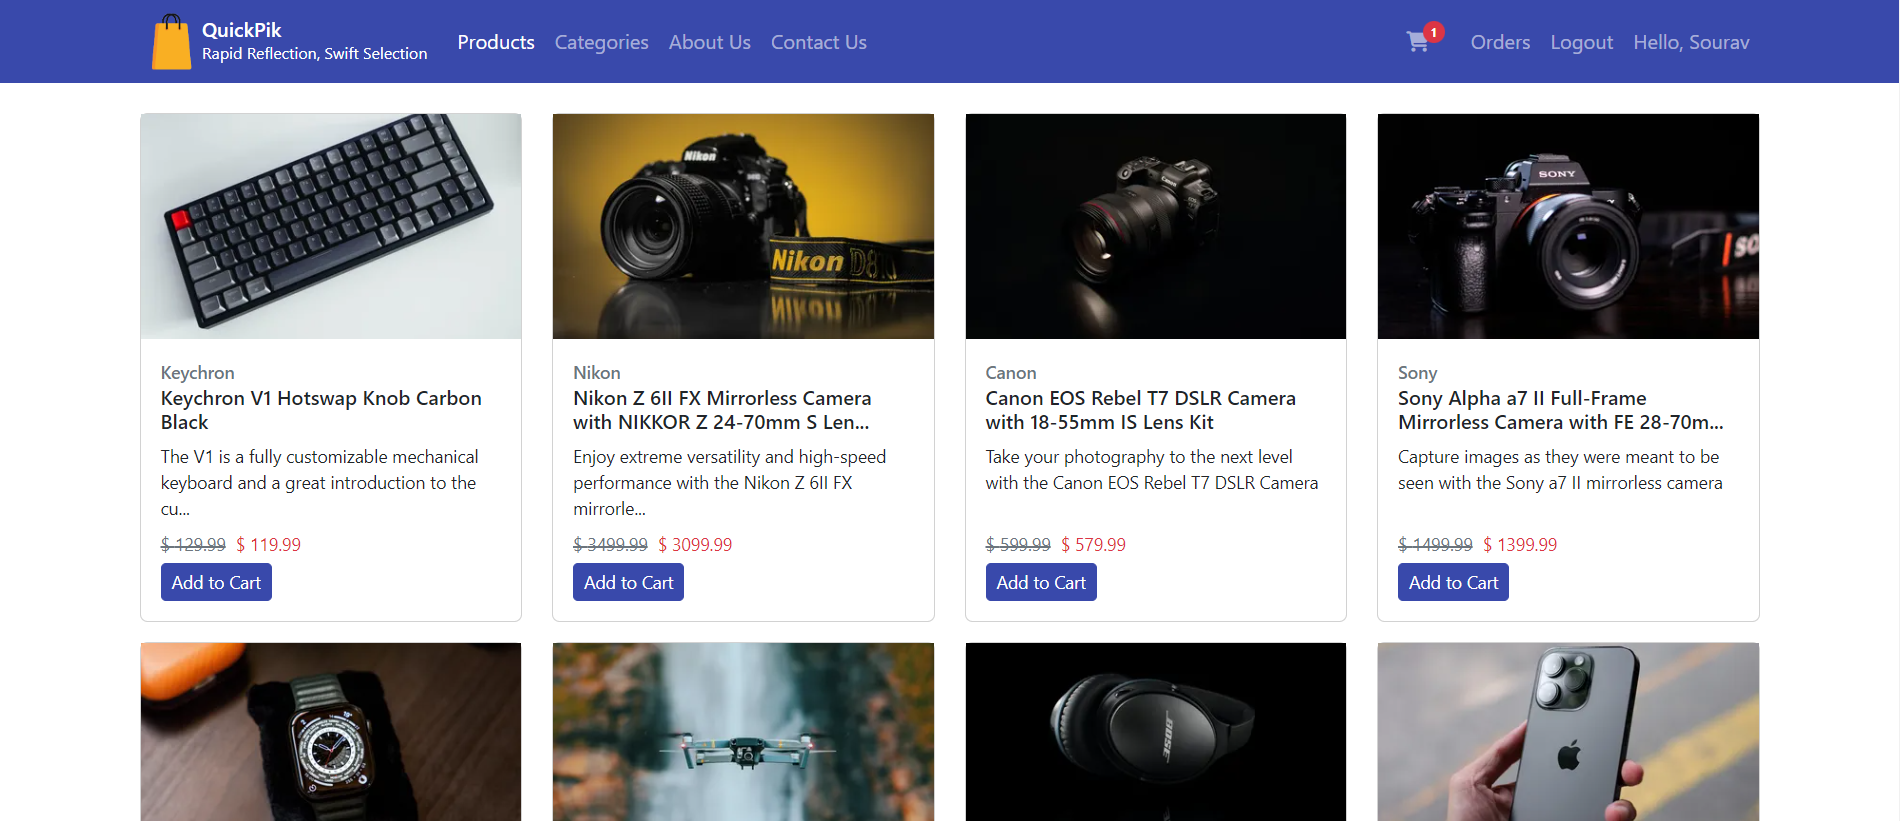 QuickPik
Rapid Reflection, Swift Selection
Products
Categories
About Us
Contact Us
1
Orders
Logout
Hello, Sourav
Nikon
Nikon
Canon
SONY
Keychron
Keychron V1 Hotswap Knob Carbon
Black
The V1 is a fully customizable mechanical
keyboard and a great introduction to the
cu...
$ 129.99 $ 119.99
Add to Cart
Nikon
Nikon Z 6II FX Mirrorless Camera
with NIKKOR Z 24-70mm S Len...
Enjoy extreme versatility and high-speed
performance with the Nikon Z 6II FX
mirrorle...
$ 3499.99 $ 3099.99
Add to Cart
Canon
Canon EOS Rebel T7 DSLR Camera
with 18-55mm IS Lens Kit
Take your photography to the next level
with the Canon EOS Rebel T7 DSLR Camera
$ 599.99 $ 579.99
Add to Cart
Sony
Sony Alpha a7 II Full-Frame
Mirrorless Camera with FE 28-70m...
Capture images as they were meant to be
seen with the Sony a7 II mirrorless camera
$ 1499.99 $ 1399.99
Add to Cart
BOSE